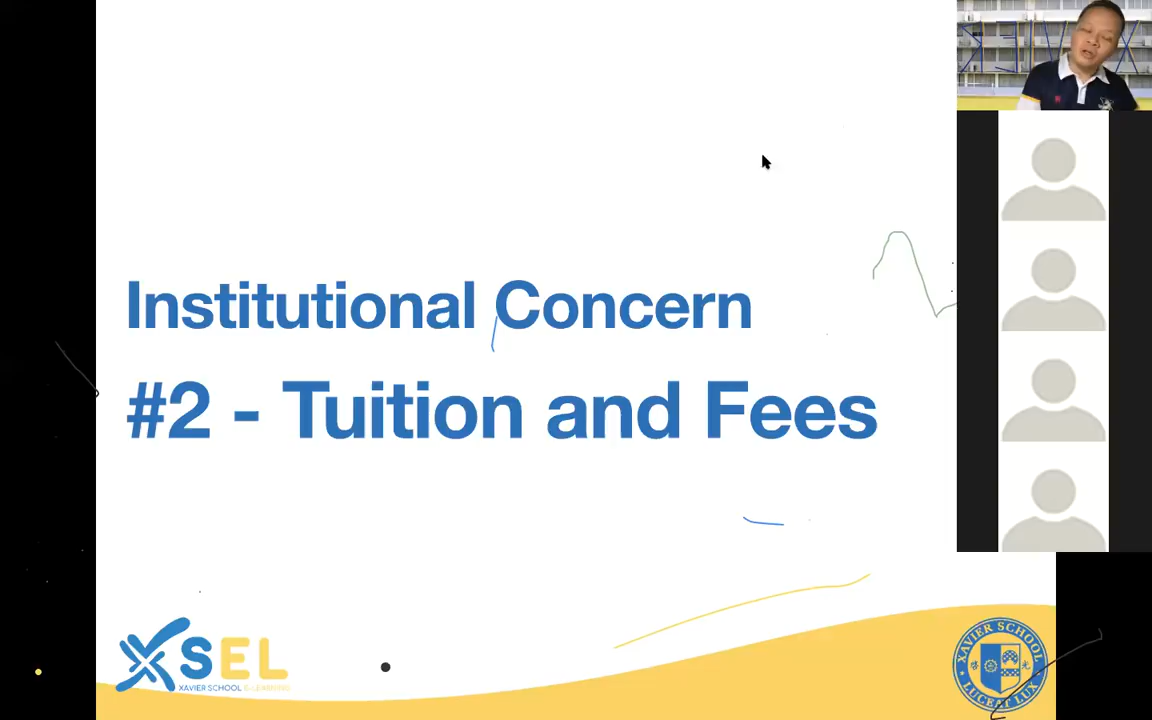 Institutional Concern
#2 - Tuition and Fees
XSEL
XAVIER SCHOOL E-LEARNING
XAVIER SCHOOL
LUCEAT LUX